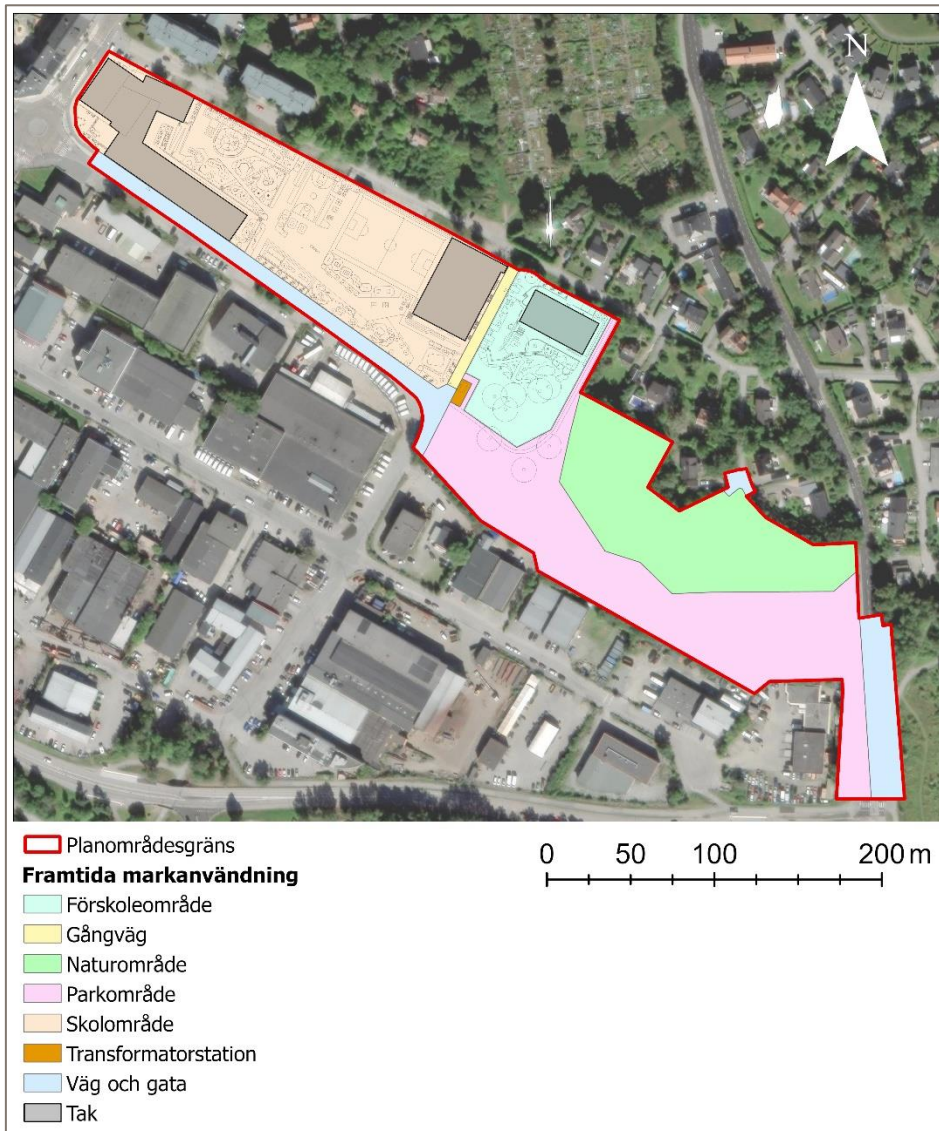 N
Planområdesgräns
0 50 100 200 m
Framtida markanvändning
Förskoleområde
Gångväg
Naturområde
Parkområde
Skolområde
Transformatorstation
Väg och gata
Tak